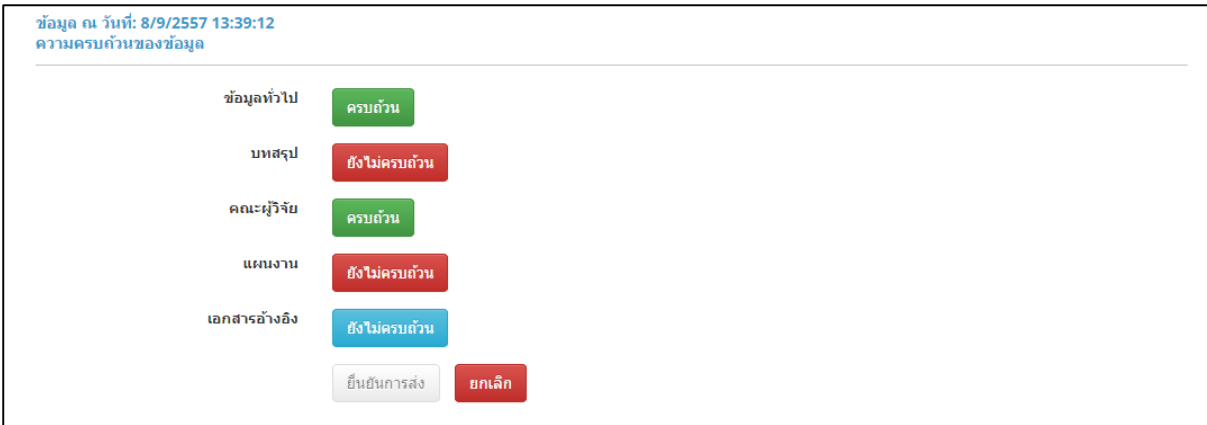 ข้อมูล ณ วันที่: 8/9/2557 13:39:12
ความครบถ้วนของข้อมูล
ข้อมูลทั่วไป ครบถ้วน
บทสรุป ยังไม่ครบถ้วน
คณะผู้วิจัย ครบถ้วน
แผนงาน ยังไม่ครบถ้วน
เอกสารอ้างอิง ยังไม่ครบถ้วน
ยืนยันการส่ง ยกเลิก